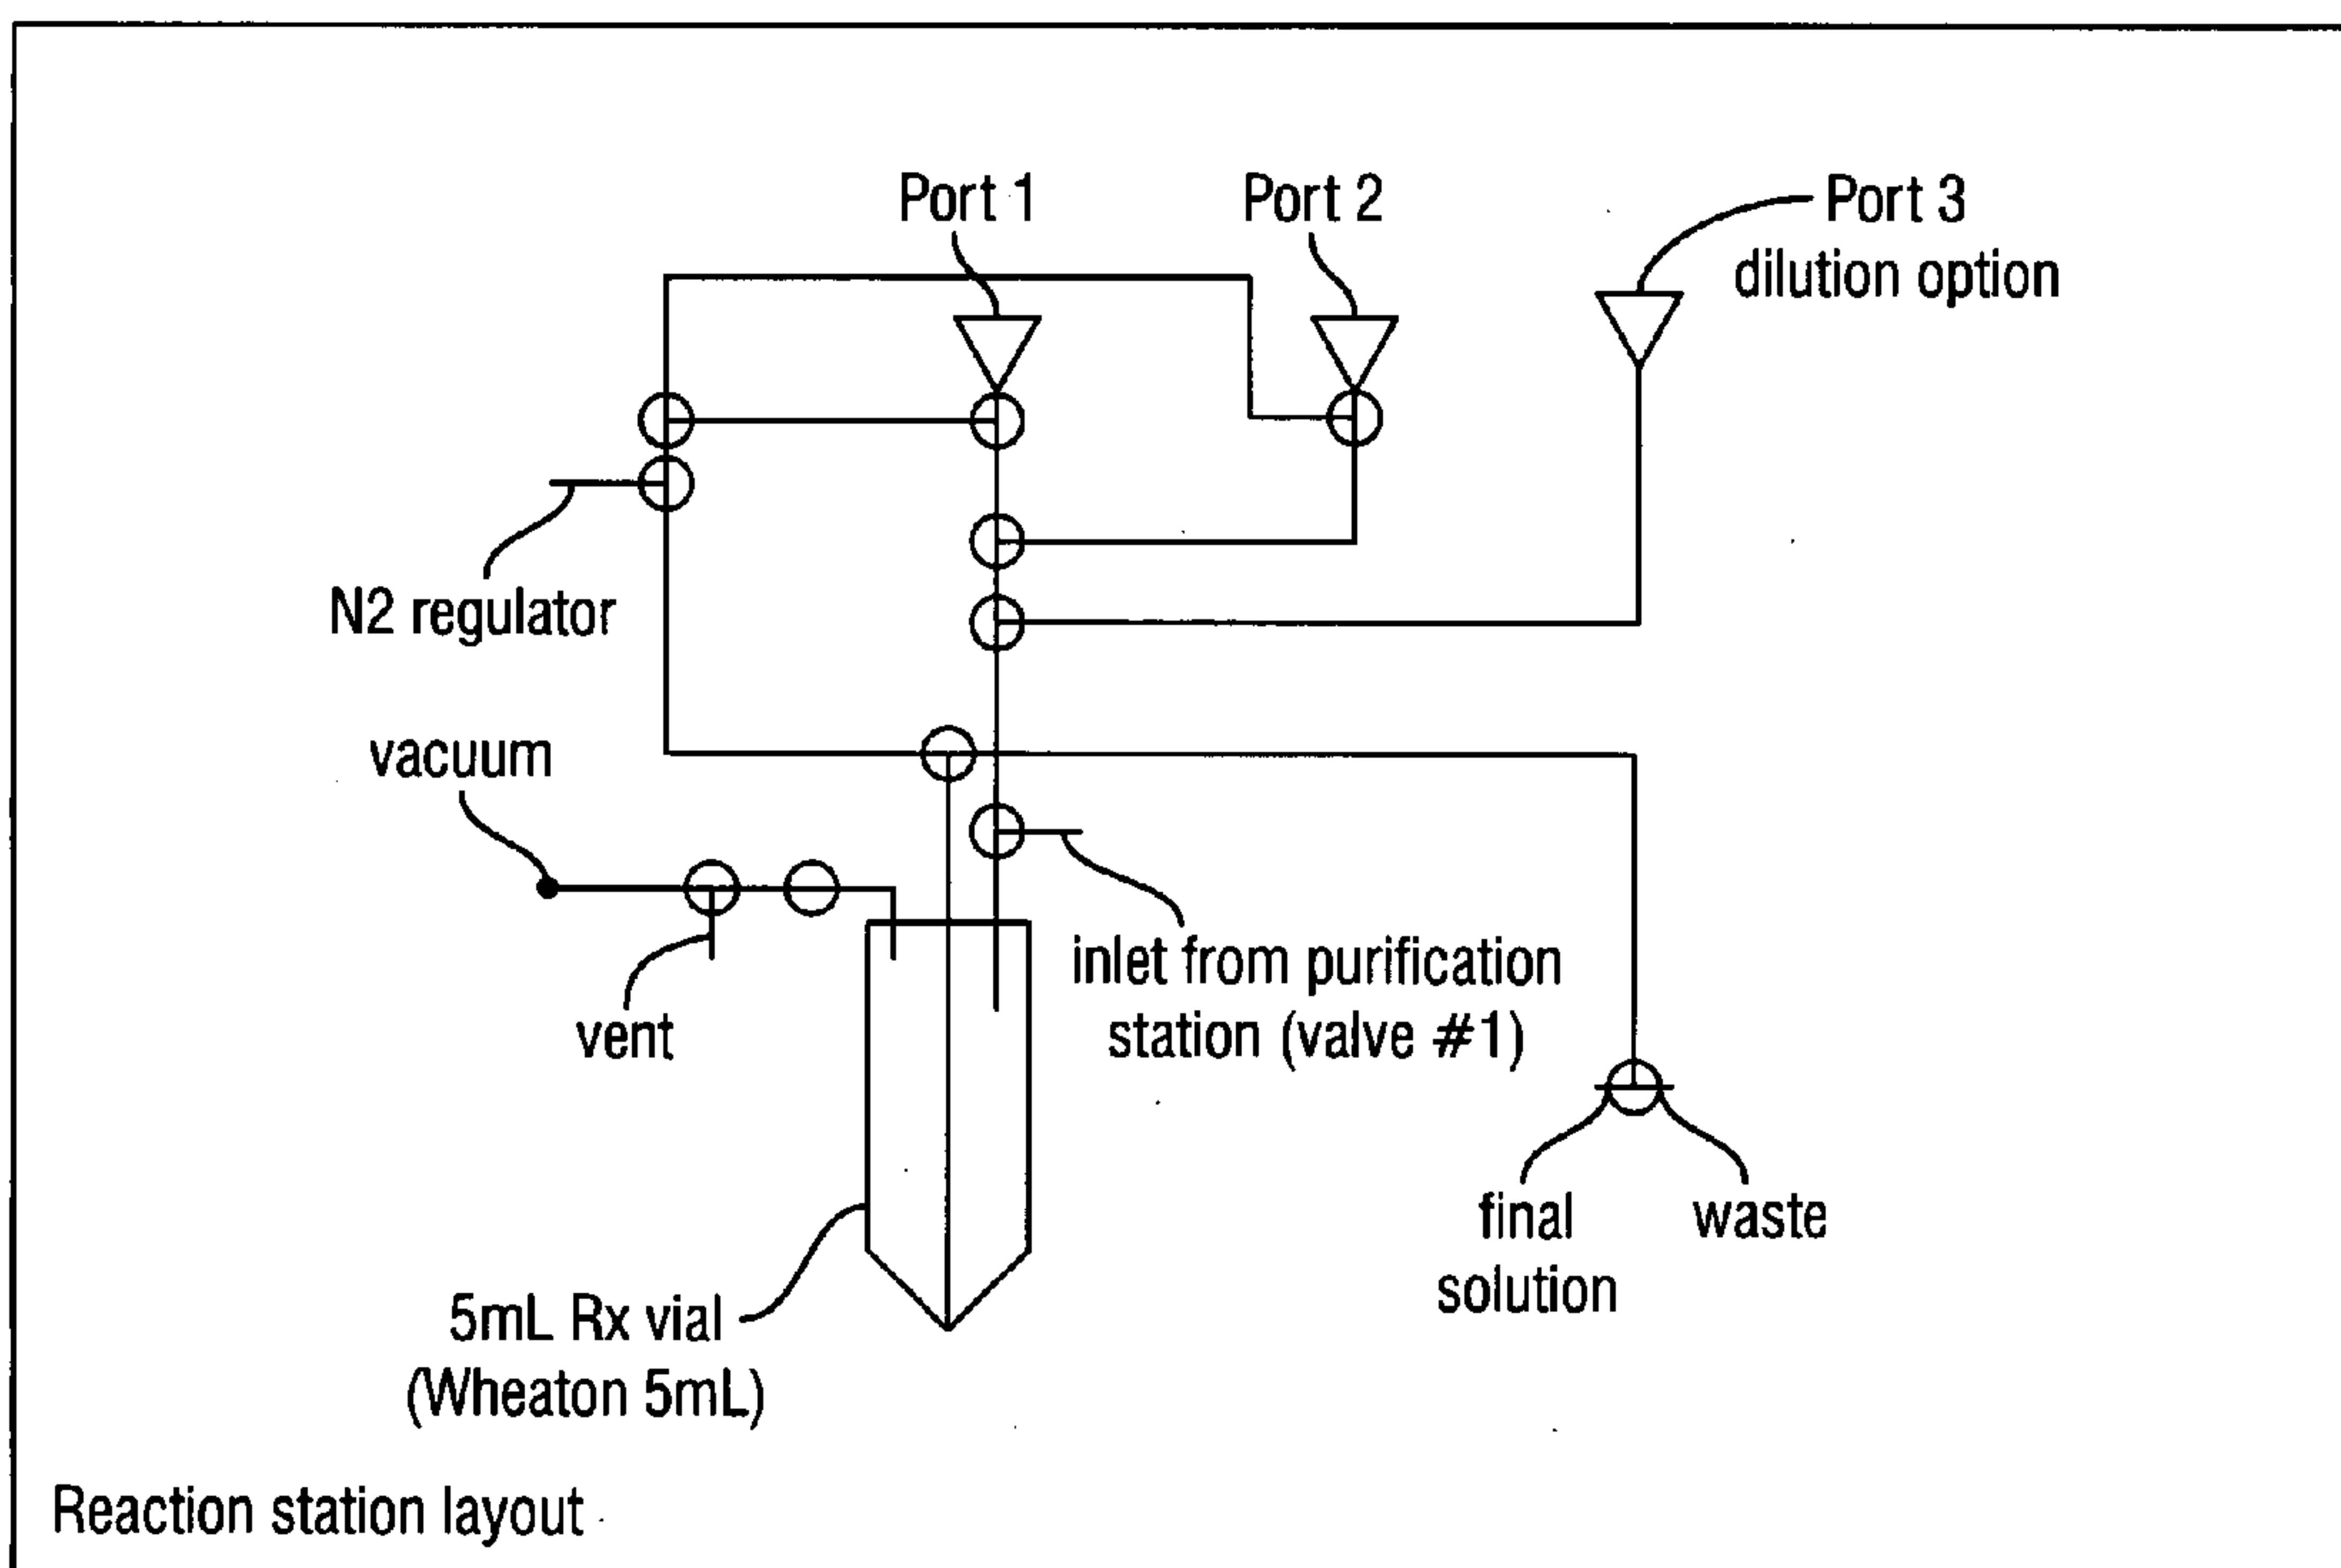 Port 1
Port 2
Port 3
dilution option
N2 regulator
vacuum
vent
inlet from purification
station (valve #1)
final
solution
waste
5mL Rx vial
(Wheaton 5mL)
Reaction station layout